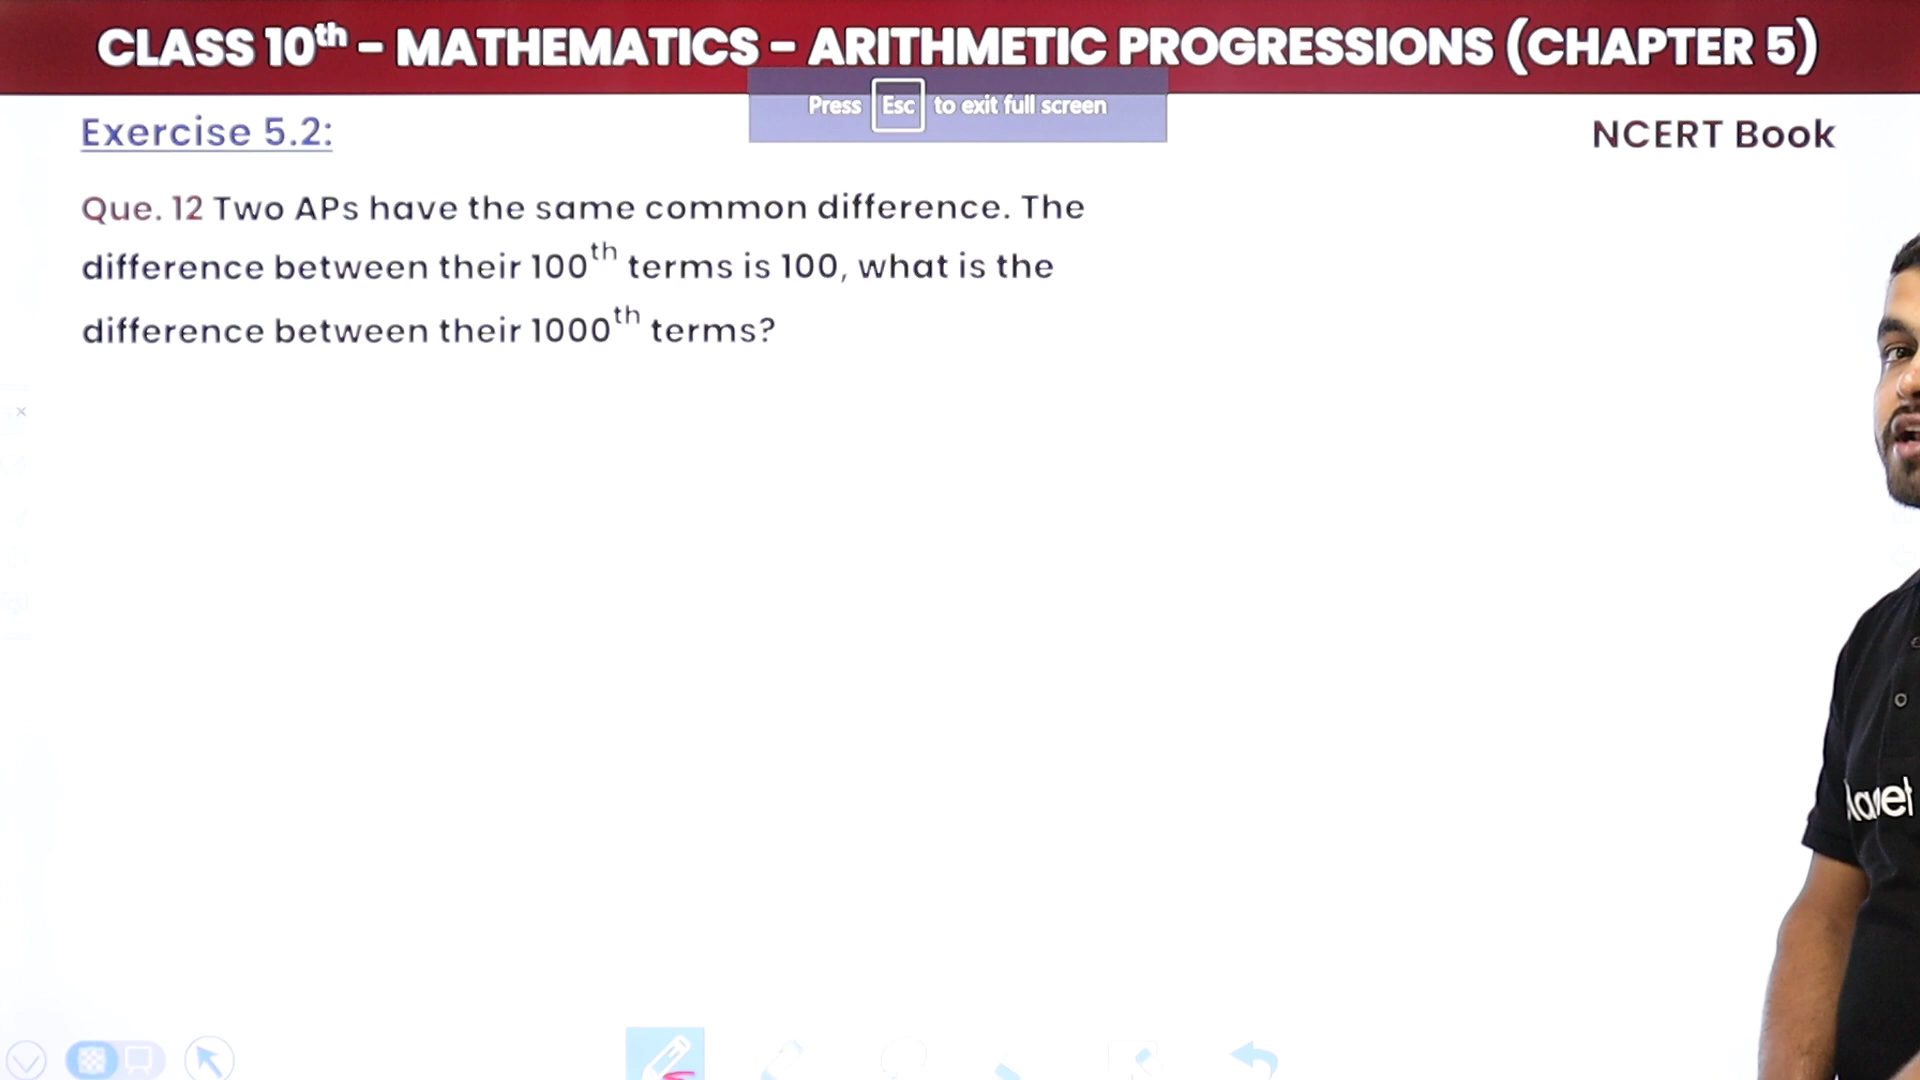 CLASS 10th – MATHEMATICS – ARITHMETIC PROGRESSIONS (CHAPTER 5)
Press Esc to exit full screen
Exercise 5.2:
NCERT Book
Que. 12 Two APs have the same common difference. The
difference between their 100th terms is 100, what is the
difference between their 1000th terms?